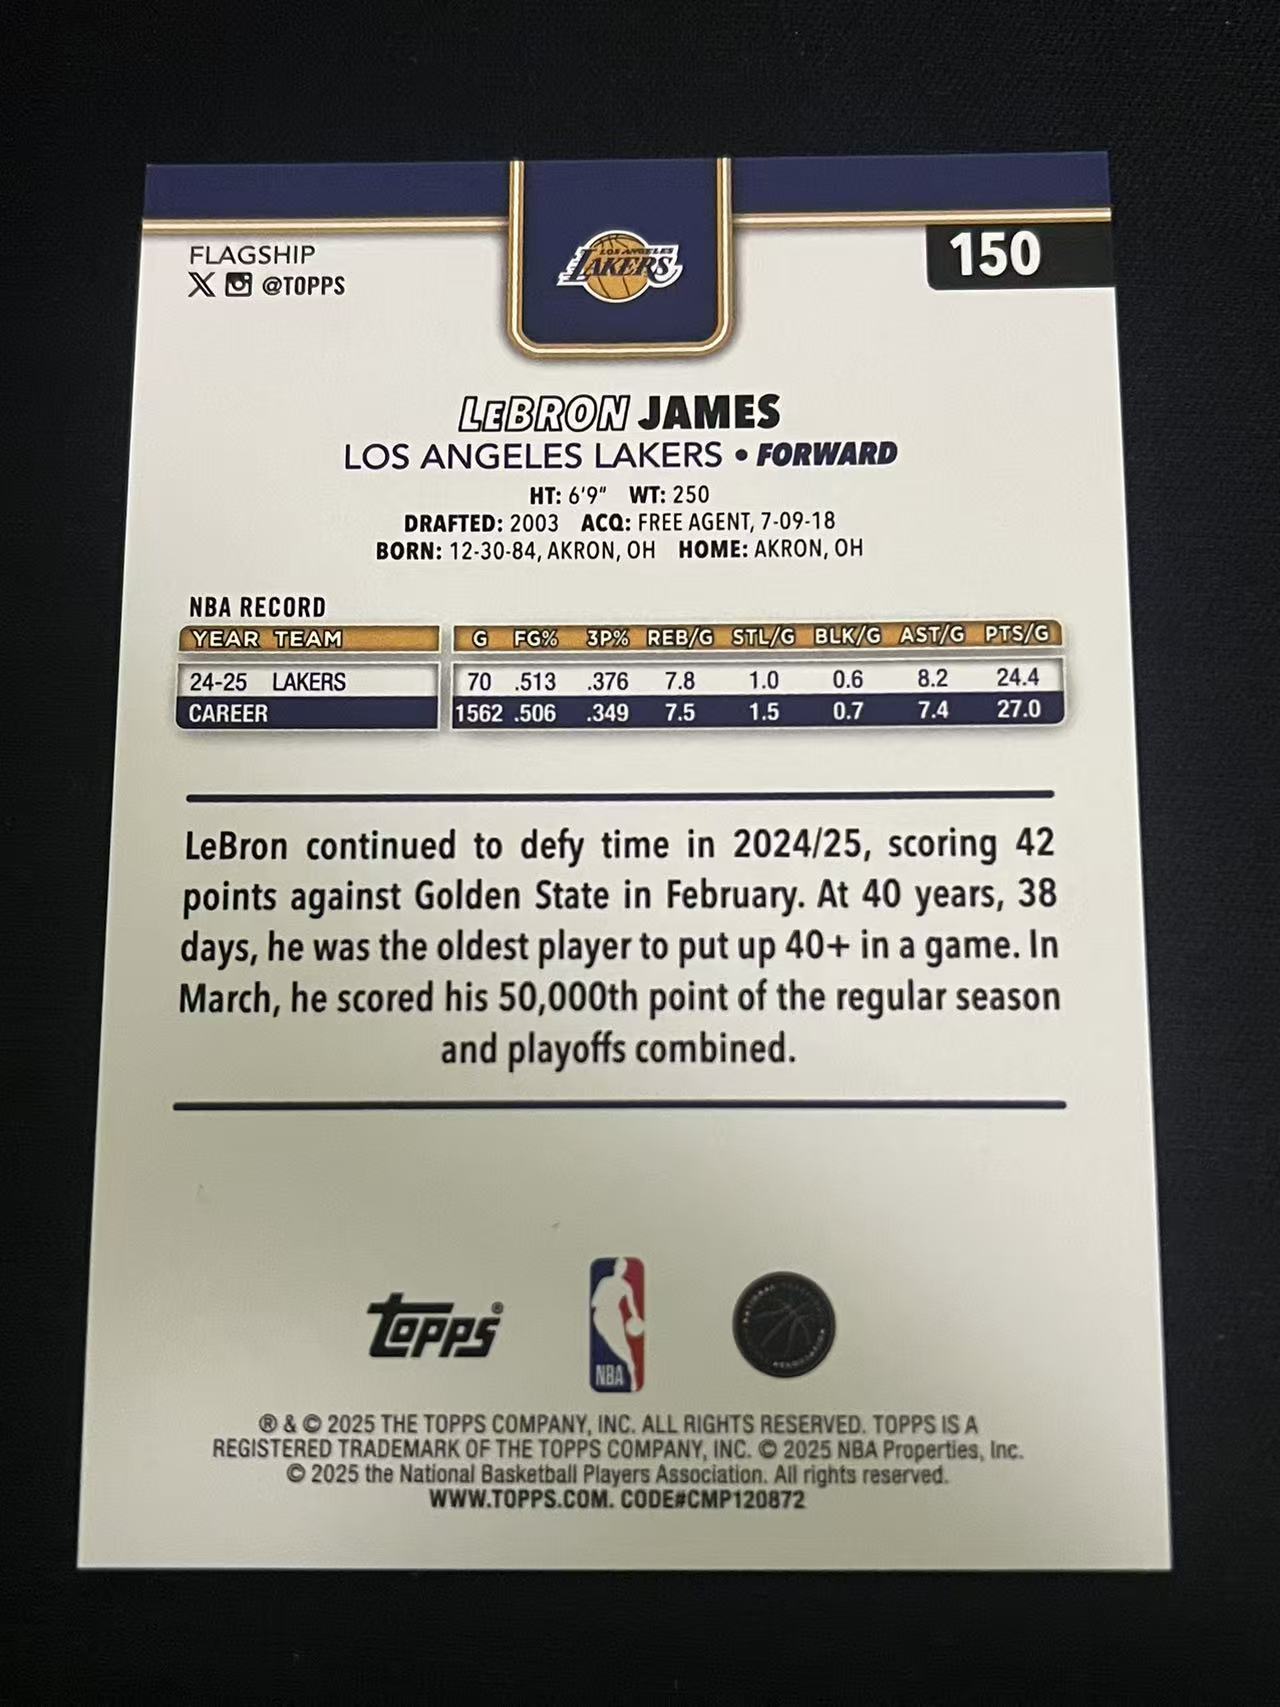 LOS ANGELES
LAKERS
150
FLAGSHIP
@TOPPS
LEBRON JAMES
LOS ANGELES LAKERS • FORWARD
HT: 6'9" WT: 250
DRAFTED: 2003 ACQ: FREE AGENT, 7-09-18
BORN: 12-30-84, AKRON, OH HOME: AKRON, OH
NBA RECORD
YEAR TEAM G FG% 3P% REB/G STL/G BLK/G AST/G PTS/G
24-25 LAKERS 70 .513 .376 7.8 1.0 0.6 8.2 24.4
CAREER 1562 .506 .349 7.5 1.5 0.7 7.4 27.0
LeBron continued to defy time in 2024/25, scoring 42
points against Golden State in February. At 40 years, 38
days, he was the oldest player to put up 40+ in a game. In
March, he scored his 50,000th point of the regular season
and playoffs combined.
Topps®
NBA
® & © 2025 THE TOPPS COMPANY, INC. ALL RIGHTS RESERVED. TOPPS IS A
REGISTERED TRADEMARK OF THE TOPPS COMPANY, INC. © 2025 NBA Properties, Inc.
© 2025 the National Basketball Players Association. All rights reserved.
WWW.TOPPS.COM. CODE#CMP120872